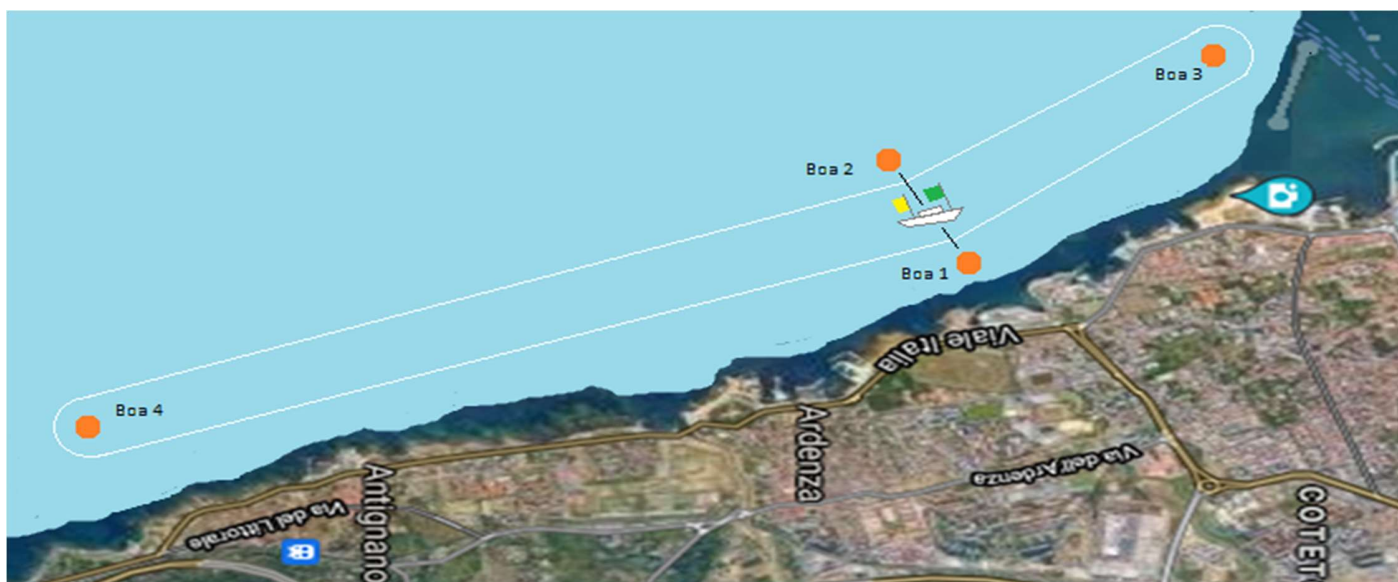 Boa 3
Boa 2
Boa 1
Viale Italia
Boa 4
Ardenza
Via dell'Ardenza
Antignano
Via del Littorale
COTET